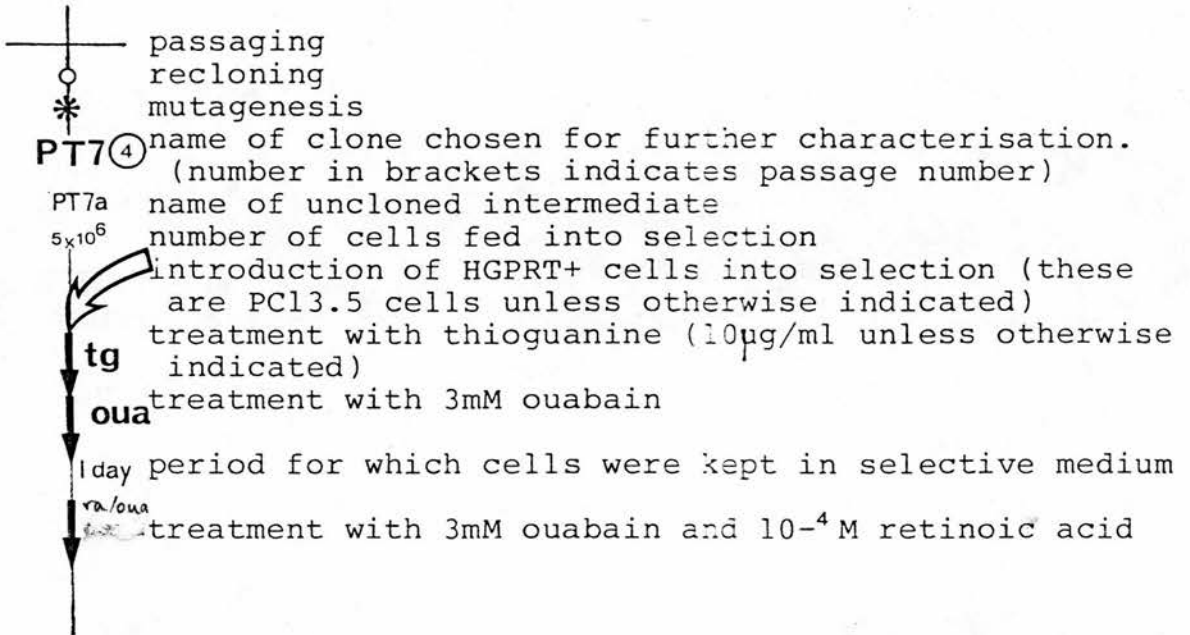 passaging
recloning
mutagenesis
PT7④ name of clone chosen for further characterisation.
(number in brackets indicates passage number)
PT7a name of uncloned intermediate
5x10⁶ number of cells fed into selection
introduction of HGPRT+ cells into selection (these
are PC13.5 cells unless otherwise indicated)
tg treatment with thioguanine (10µg/ml unless otherwise
indicated)
oua treatment with 3mM ouabain
1 day period for which cells were kept in selective medium
ra/oua
treatment with 3mM ouabain and 10-⁴ M retinoic acid